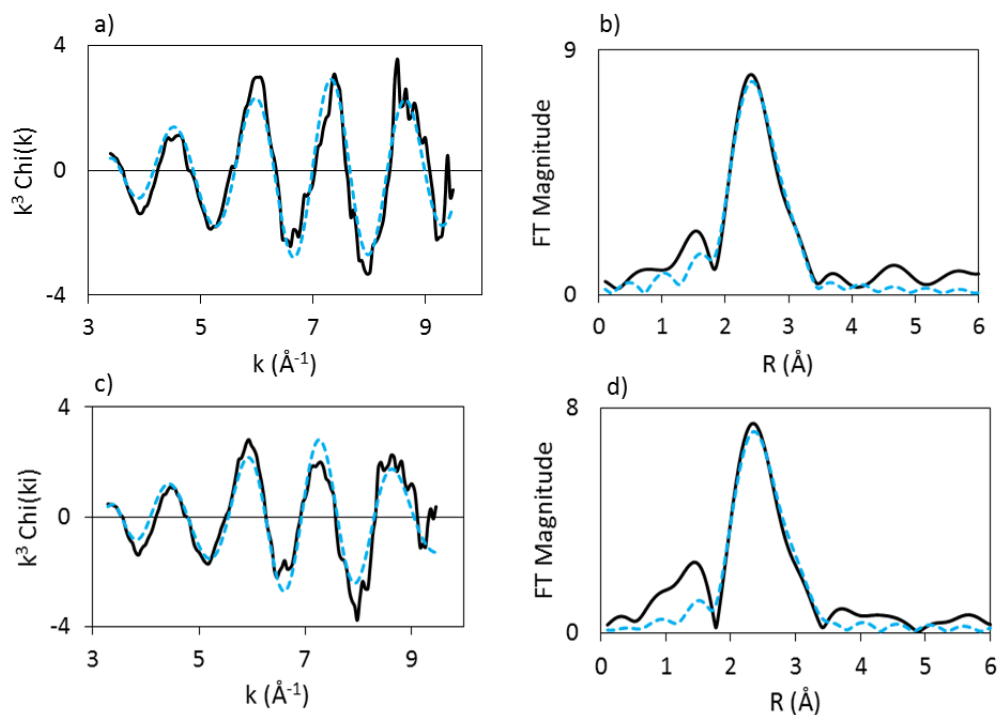 a)
4
0
-4
k³ Chi(k)
3 5 7 9
k (Å⁻¹)
b)
9
0
FT Magnitude
0 1 2 3 4 5 6
R (Å)
c)
4
0
-4
k³ Chi(ki)
3 5 7 9
k (Å⁻¹)
d)
8
0
FT Magnitude
0 1 2 3 4 5 6
R (Å)